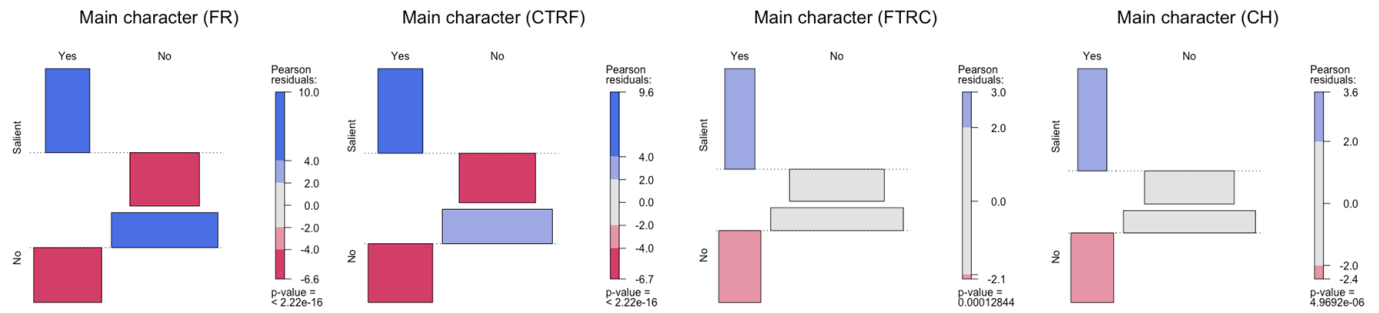 Main character (FR)
Yes
No
Salient
No
Pearson
residuals:
10.0
4.0
2.0
0.0
-2.0
-4.0
-6.6
p-value =
< 2.22e-16
Main character (CTRF)
Yes
No
Salient
No
Pearson
residuals:
9.6
4.0
2.0
0.0
-2.0
-4.0
-6.7
p-value =
< 2.22e-16
Main character (FTRC)
Yes
No
Salient
No
Pearson
residuals:
3.0
2.0
0.0
-2.1
p-value =
0.00012844
Main character (CH)
Yes
No
Salient
No
Pearson
residuals:
3.6
2.0
0.0
-2.0
-2.4
p-value =
4.9692e-06